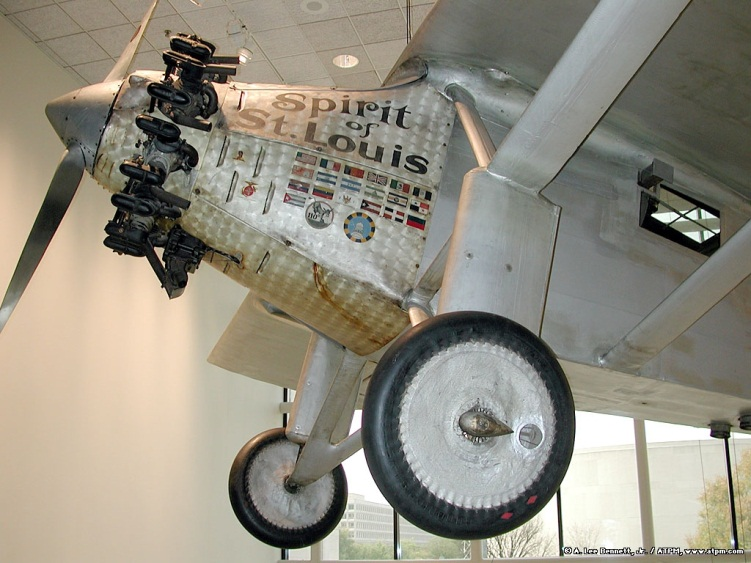 Spirit
of
St. Louis
© A. Lee Bennett, Jr. / ATPM, www.atpm.com